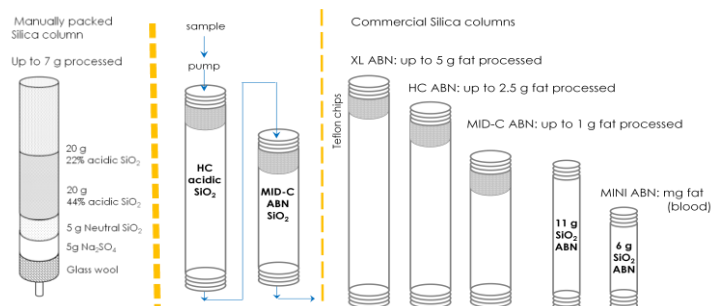 Manually packed
Silica column
Up to 7 g processed
20 g
22% acidic SiO₂
20 g
44% acidic SiO₂
5 g Neutral SiO₂
5g Na₂SO₄
Glass wool
sample
pump
HC
acidic
SiO₂
MID-C
ABN
SiO₂
Commercial Silica columns
XL ABN: up to 5 g fat processed
HC ABN: up to 2.5 g fat processed
MID-C ABN: up to 1 g fat processed
MINI ABN: mg fat
(blood)
Teflon chips
11 g
SiO₂
ABN
6 g
SiO₂
ABN